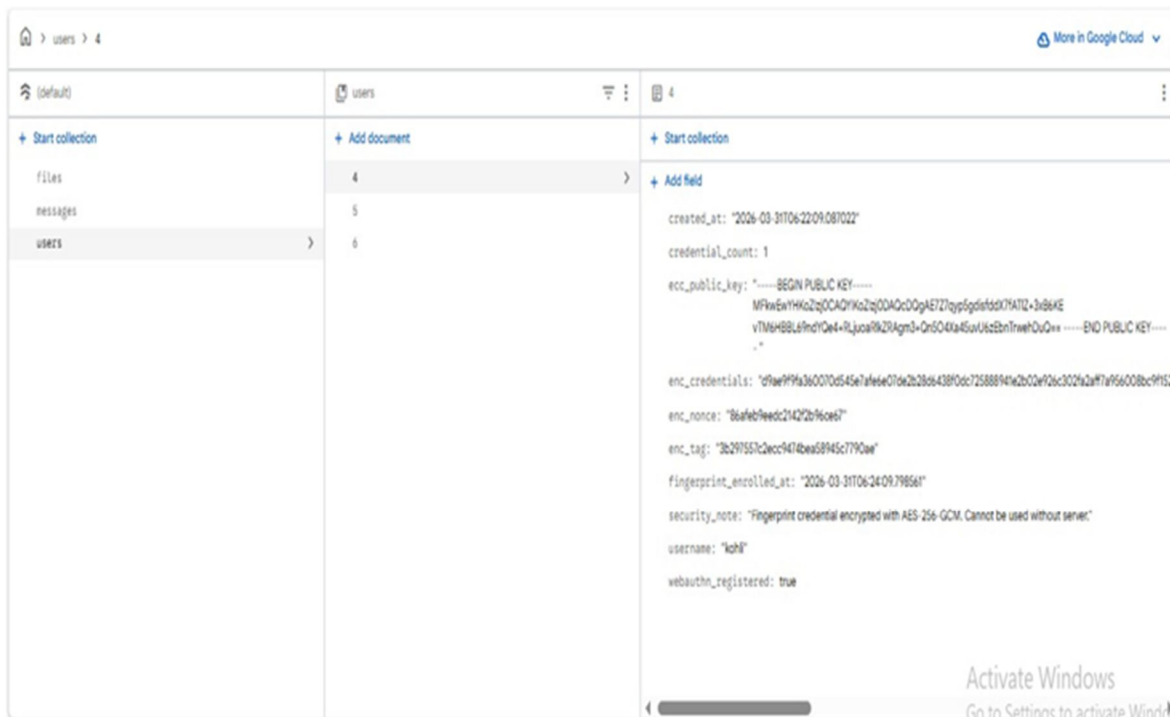 users > 4
More in Google Cloud
(default)
users
4
+ Start collection
+ Add document
+ Start collection
files
messages
users
4
5
6
+ Add field
created_at: "2026-03-31T06:22:09.087022"
credential_count: 1
ecc_public_key: "-----BEGIN PUBLIC KEY-----
-----END PUBLIC KEY----
- "
enc_credentials:
enc_nonce: "86afeb9eedc2142f2b96ce67"
enc_tag: "3b297557c2ecc9474bea58945c7790ae"
fingerprint_enrolled_at: "2026-03-31T06:24:09.798561"
security_note: "Fingerprint credential encrypted with AES-256-GCM. Cannot be used without server."
username: "kohli"
webauthn_registered: true
Activate Windows
Go to Settings to activate